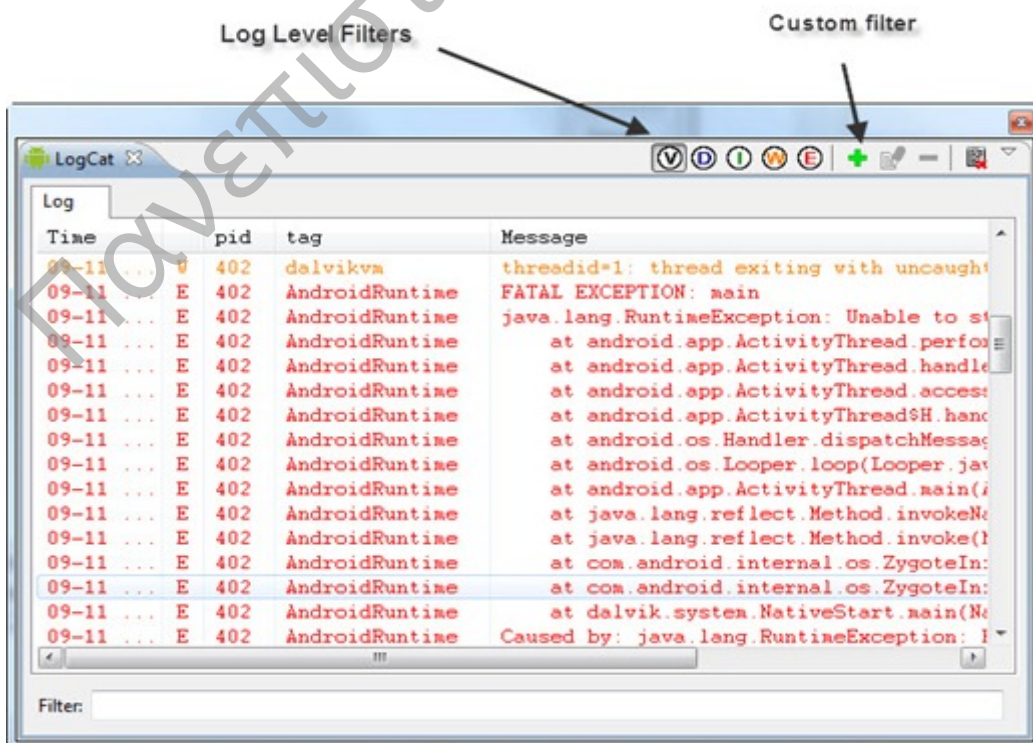 Log Level Filters
Custom filter
LogCat
V D I W E
Log
Time pid tag Message
09-11 ... W 402 dalvikvm threadid=1: thread exiting with uncaught
09-11 ... E 402 AndroidRuntime FATAL EXCEPTION: main
09-11 ... E 402 AndroidRuntime java.lang.RuntimeException: Unable to st
09-11 ... E 402 AndroidRuntime at android.app.ActivityThread.perfor
09-11 ... E 402 AndroidRuntime at android.app.ActivityThread.handle
09-11 ... E 402 AndroidRuntime at android.app.ActivityThread.access
09-11 ... E 402 AndroidRuntime at android.app.ActivityThread$H.hand
09-11 ... E 402 AndroidRuntime at android.os.Handler.dispatchMessag
09-11 ... E 402 AndroidRuntime at android.os.Looper.loop(Looper.jav
09-11 ... E 402 AndroidRuntime at android.app.ActivityThread.main(A
09-11 ... E 402 AndroidRuntime at java.lang.reflect.Method.invokeNa
09-11 ... E 402 AndroidRuntime at java.lang.reflect.Method.invoke(M
09-11 ... E 402 AndroidRuntime at com.android.internal.os.ZygoteIni
09-11 ... E 402 AndroidRuntime at com.android.internal.os.ZygoteIni
09-11 ... E 402 AndroidRuntime at dalvik.system.NativeStart.main(Na
09-11 ... E 402 AndroidRuntime Caused by: java.lang.RuntimeException:
Filter:
Πανεπιστ